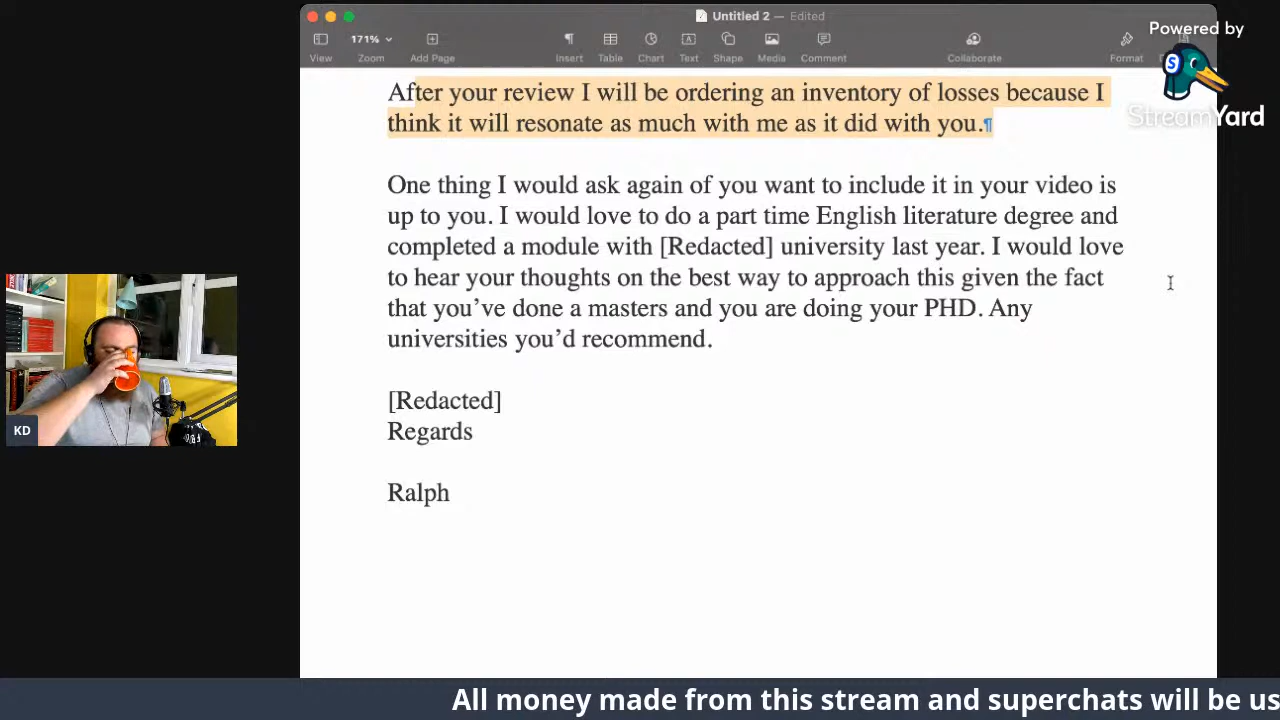 Untitled 2 — Edited
171%
View
Zoom
Add Page
Insert
Table
Chart
Text
Shape
Media
Comment
Collaborate
Format
Powered by
StreamYard
After your review I will be ordering an inventory of losses because I
think it will resonate as much with me as it did with you.¶
One thing I would ask again of you want to include it in your video is
up to you. I would love to do a part time English literature degree and
completed a module with [Redacted] university last year. I would love
to hear your thoughts on the best way to approach this given the fact
that you’ve done a masters and you are doing your PHD. Any
universities you’d recommend.
[Redacted]
Regards
Ralph
KD
All money made from this stream and superchats will be us